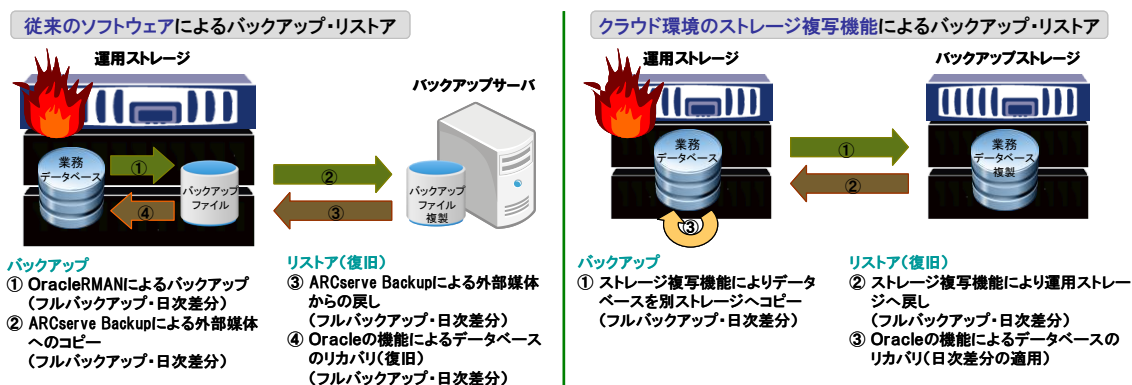 従来のソフトウェアによるバックアップ・リストア
運用ストレージ
バックアップサーバ
業務
データベース
①
バックアップ
ファイル
④
②
③
バックアップ
ファイル
複製
バックアップ
① OracleRMANによるバックアップ
(フルバックアップ・日次差分)
② ARCserve Backupによる外部媒体
へのコピー
(フルバックアップ・日次差分)
リストア(復旧)
③ ARCserve Backupによる外部媒体
からの戻し
(フルバックアップ・日次差分)
④ Oracleの機能によるデータベース
のリカバリ(復旧)
(フルバックアップ・日次差分)
クラウド環境のストレージ複写機能によるバックアップ・リストア
運用ストレージ
バックアップストレージ
業務
データベース
①
②
③
業務
データベース
複製
バックアップ
① ストレージ複写機能によりデータ
ベースを別ストレージへコピー
(フルバックアップ・日次差分)
リストア(復旧)
② ストレージ複写機能により運用ストレー
ジへ戻し
(フルバックアップ・日次差分)
③ Oracleの機能によるデータベースの
リカバリ(日次差分の適用)